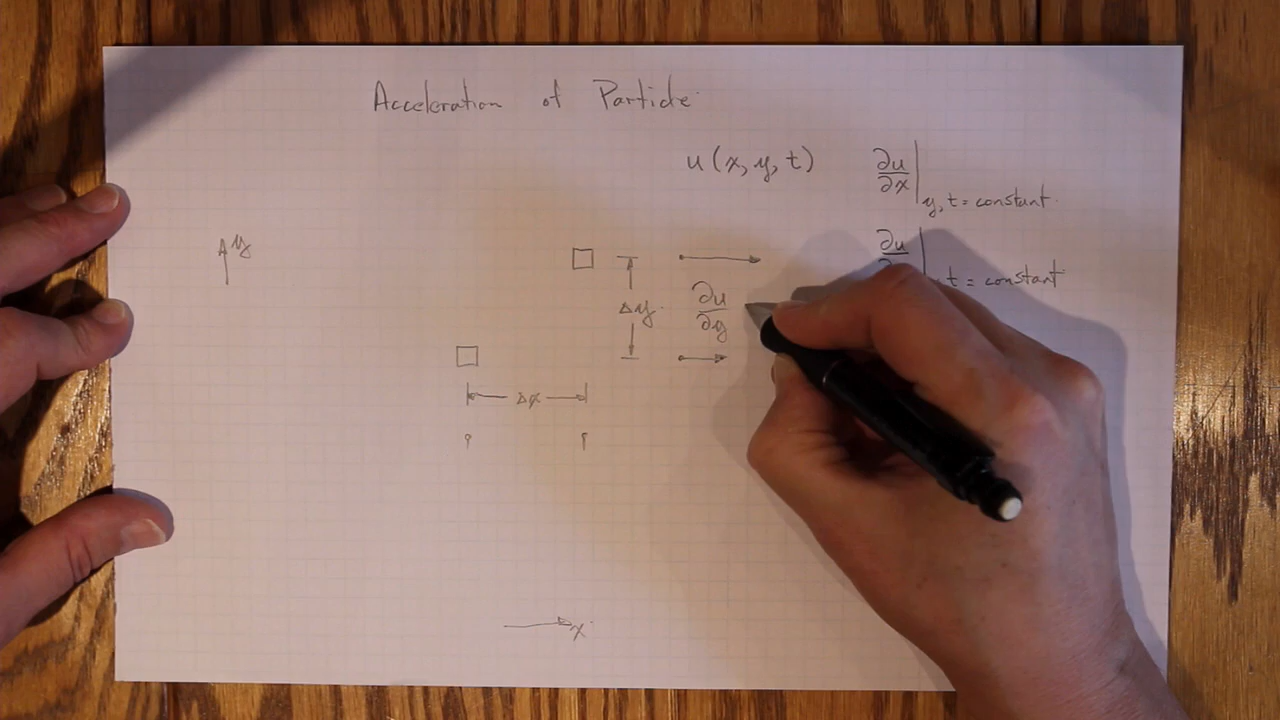 Acceleration of Particle
u(x, y, t)
∂u/∂x |y, t = constant
∂u
t = constant
y
Δy
∂u/∂y
Δx
x